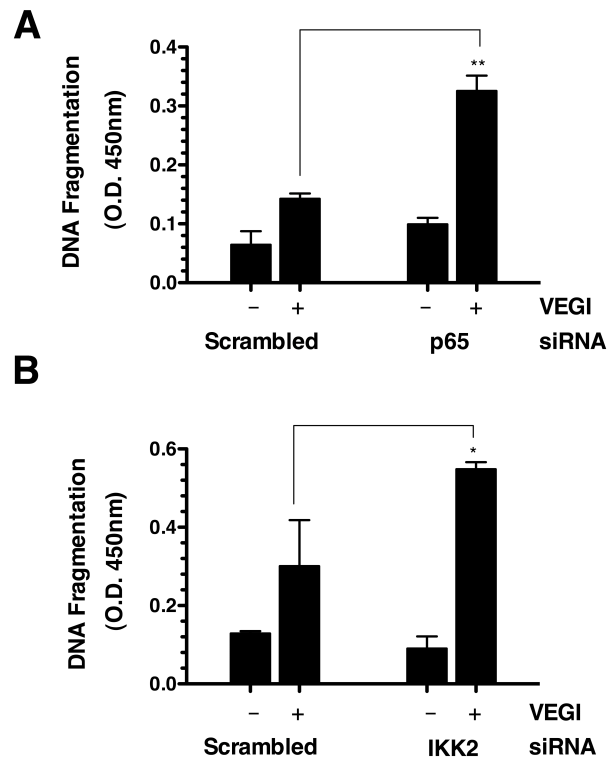 A
DNA Fragmentation
(O.D. 450nm)
0.4
0.3
0.2
0.1
0.0
**
− + − + VEGI
Scrambled p65 siRNA
B
DNA Fragmentation
(O.D. 450nm)
0.6
0.4
0.2
0.0
*
− + − + VEGI
Scrambled IKK2 siRNA